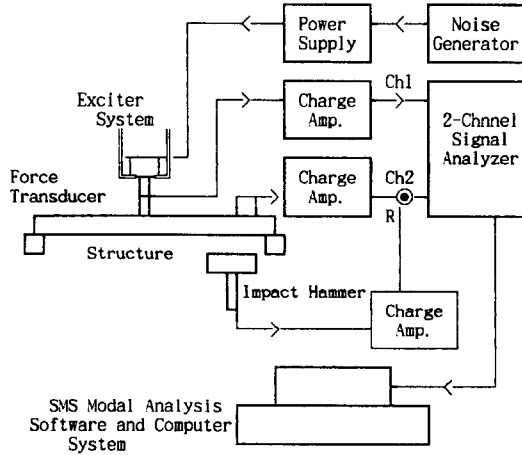 Power
Supply
Noise
Generator
Exciter
System
Charge
Amp.
Ch1
2-Chnnel
Signal
Analyzer
Force
Transducer
Charge
Amp.
Ch2
R
Structure
Impact Hammer
Charge
Amp.
SMS Modal Analysis
Software and Computer
System